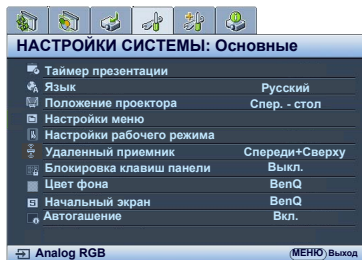 НАСТРОЙКИ СИСТЕМЫ: Основные
Таймер презентации
Язык Русский
Положение проектора Спер. - стол
Настройки меню
Настройки рабочего режима
Удаленный приемник Спереди+Сверху
Блокировка клавиш панели Выкл.
Цвет фона BenQ
Начальный экран BenQ
Автогашение Вкл.
Analog RGB МЕНЮ Выход